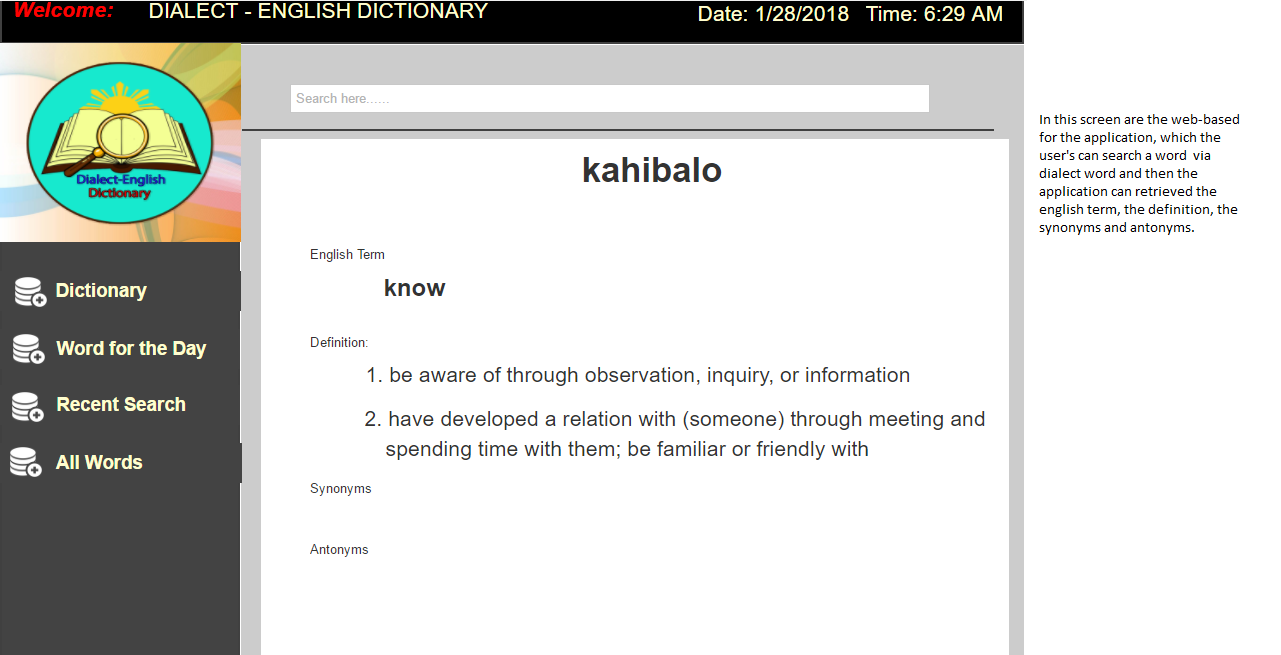 Welcome: DIALECT - ENGLISH DICTIONARY Date: 1/28/2018 Time: 6:29 AM
Dialect-English
Dictionary
Dictionary
Word for the Day
Recent Search
All Words
Search here......
kahibalo
English Term
know
Definition:
1. be aware of through observation, inquiry, or information
2. have developed a relation with (someone) through meeting and
spending time with them; be familiar or friendly with
Synonyms
Antonyms
In this screen are the web-based
for the application, which the
user's can search a word via
dialect word and then the
application can retrieved the
english term, the definition, the
synonyms and antonyms.